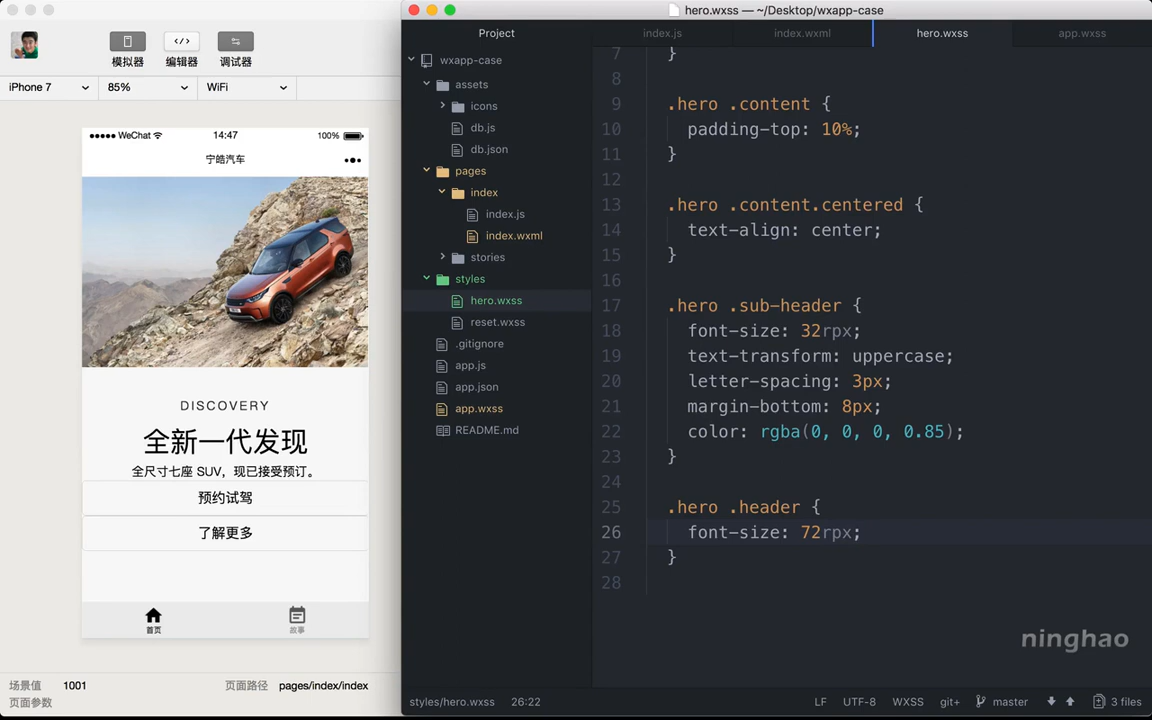 模拟器
编辑器
调试器
iPhone 7
85%
WiFi
WeChat
14:47
100%
宁皓汽车
DISCOVERY
全新一代发现
全尺寸七座 SUV，现已接受预订。
预约试驾
了解更多
首页
故事
场景值
1001
页面路径
pages/index/index
页面参数
hero.wxss — ~/Desktop/wxapp-case
Project
index.js
index.wxml
hero.wxss
app.wxss
wxapp-case
assets
icons
db.js
db.json
pages
index
index.js
index.wxml
stories
styles
hero.wxss
reset.wxss
.gitignore
app.js
app.json
app.wxss
README.md
7 }
8
9 .hero .content {
10 padding-top: 10%;
11 }
12
13 .hero .content.centered {
14 text-align: center;
15 }
16
17 .hero .sub-header {
18 font-size: 32rpx;
19 text-transform: uppercase;
20 letter-spacing: 3px;
21 margin-bottom: 8px;
22 color: rgba(0, 0, 0, 0.85);
23 }
24
25 .hero .header {
26 font-size: 72rpx;
27 }
28
ninghao
styles/hero.wxss
26:22
LF
UTF-8
WXSS
git+
master
3 files